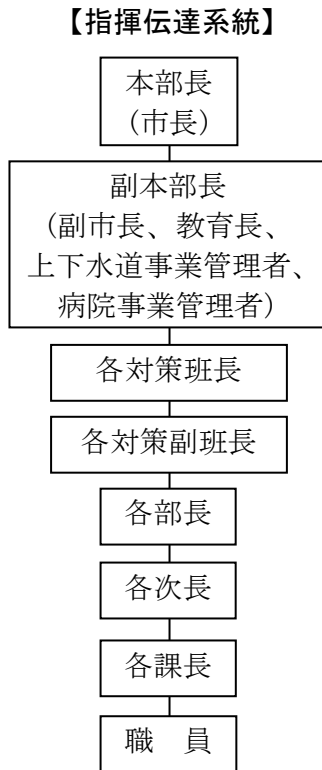 【指揮伝達系統】
本部長
（市長）
副本部長
（副市長、教育長、
上下水道事業管理者、
病院事業管理者）
各対策班長
各対策副班長
各部長
各次長
各課長
職　員